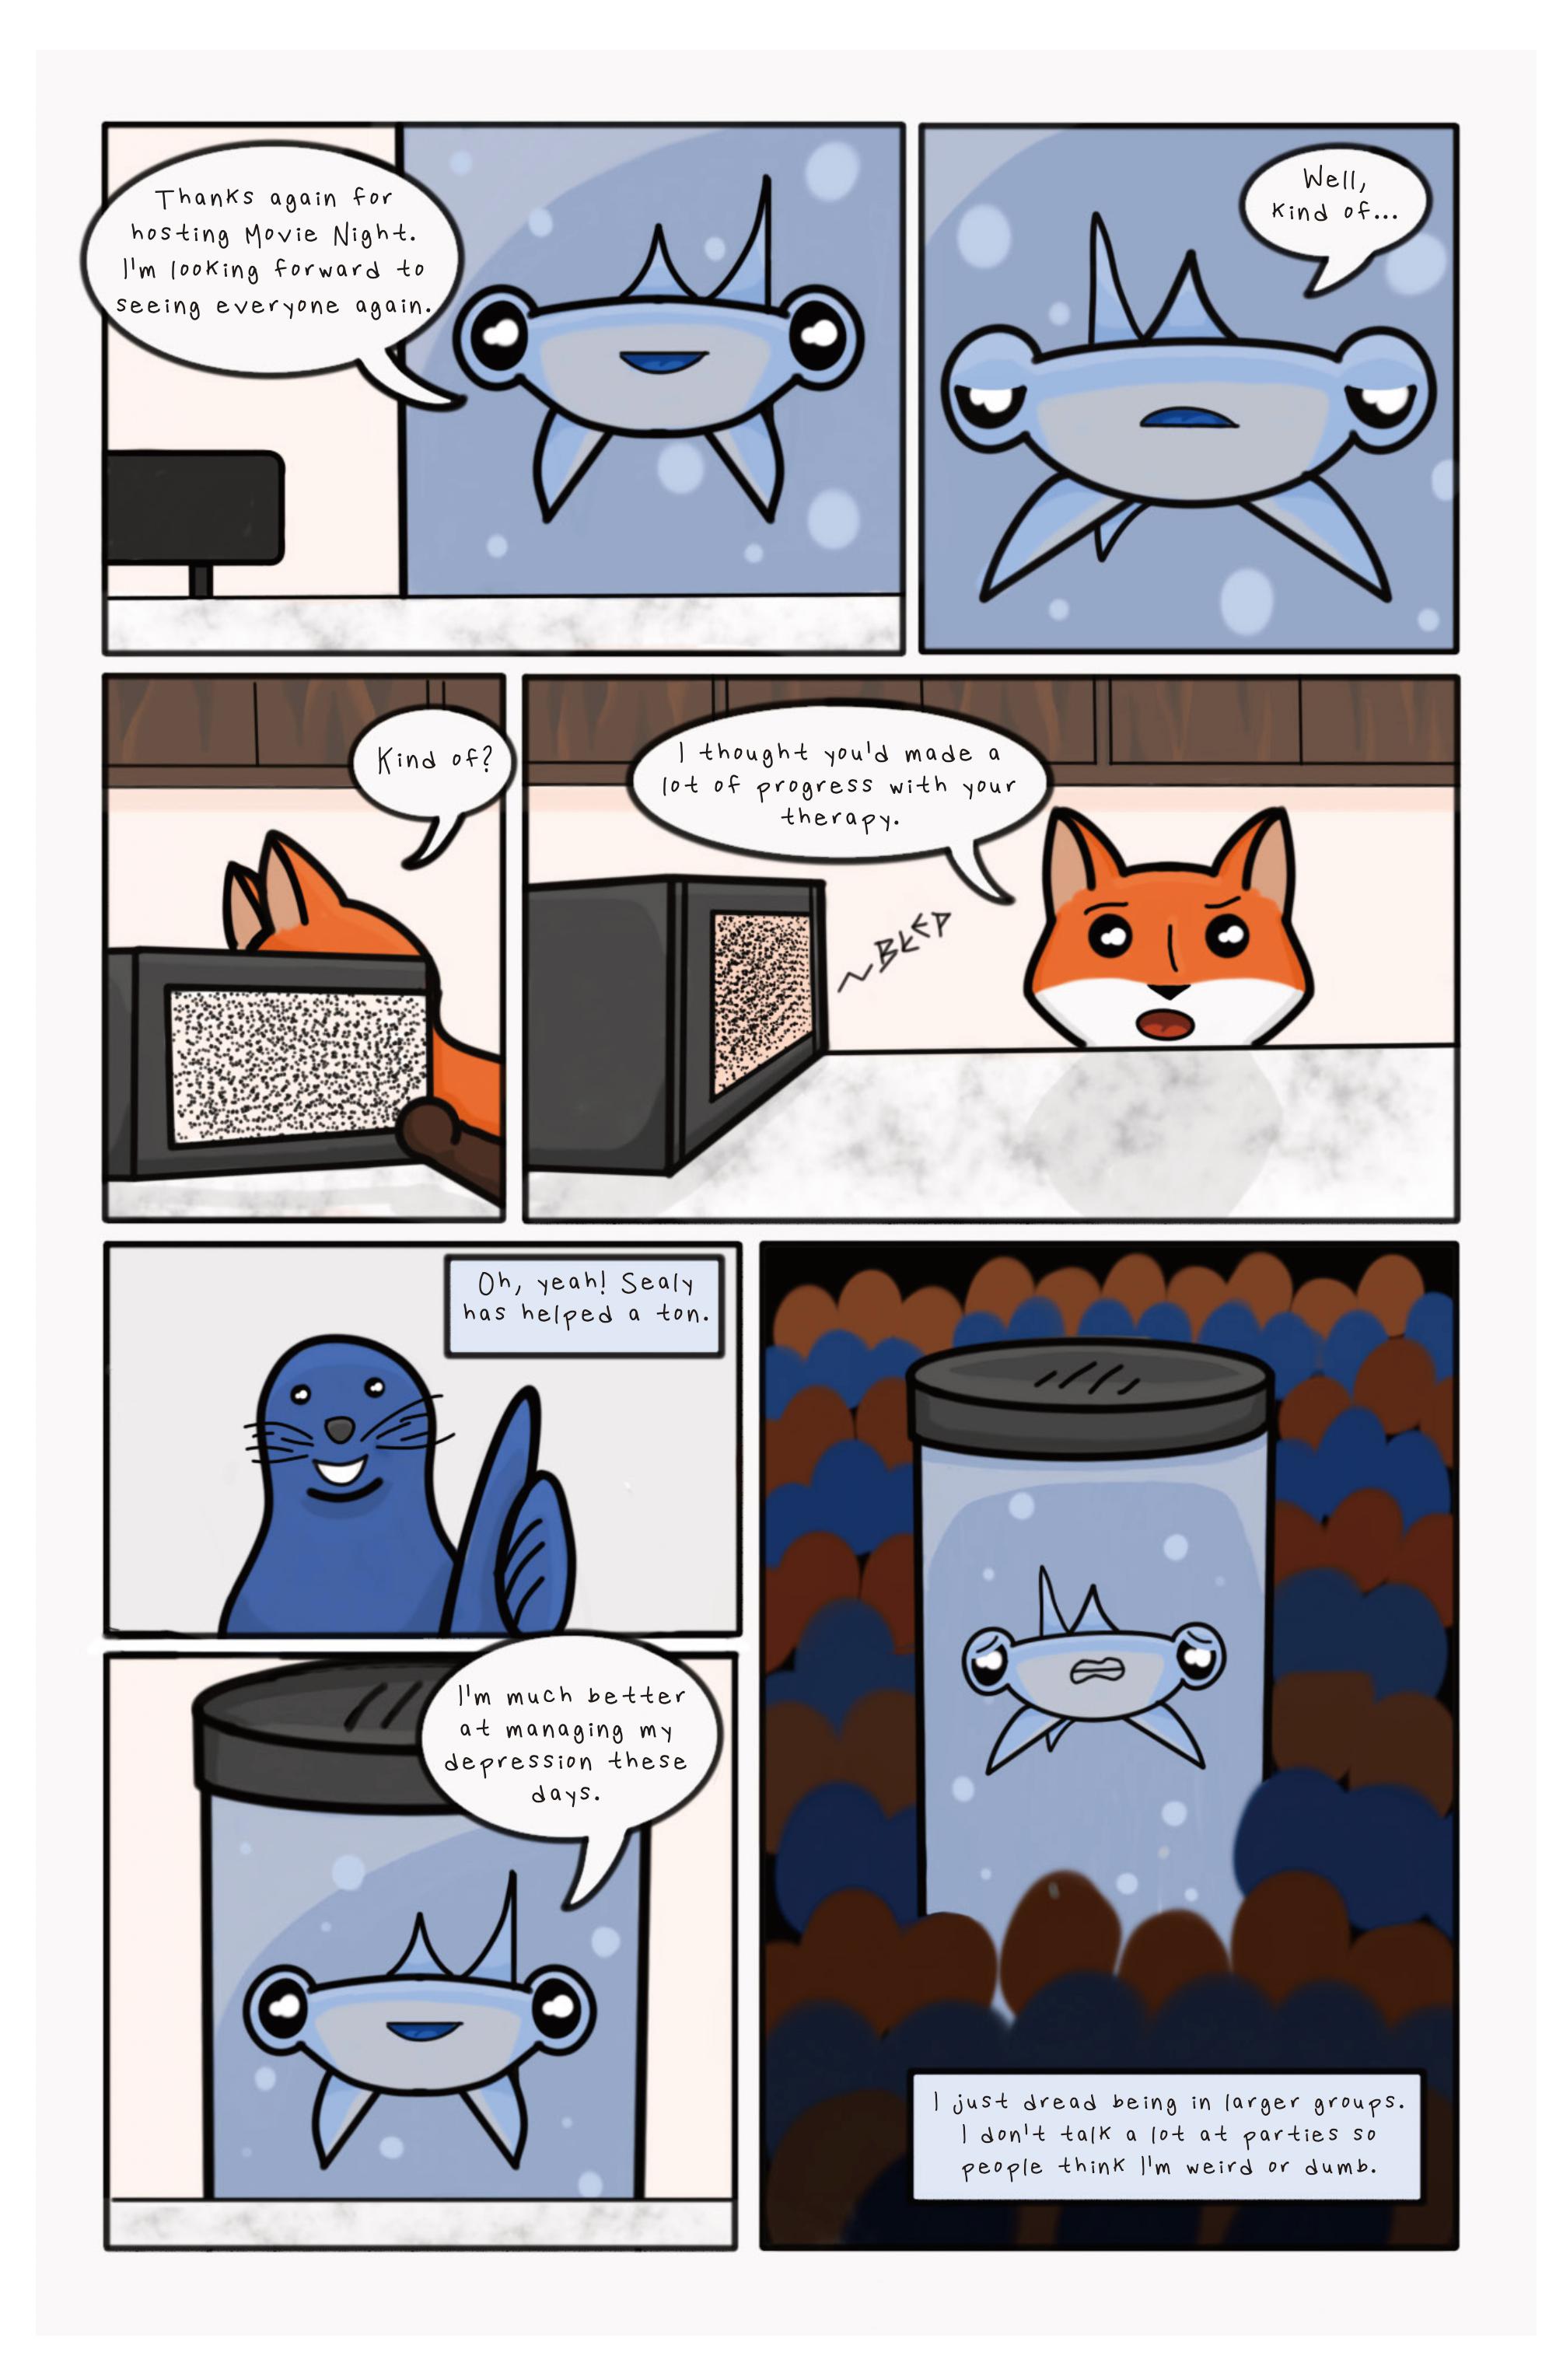 Thanks again for
hosting Movie Night.
I'm looking forward to
seeing everyone again.
Well,
kind of...
Kind of?
I thought you'd made a
lot of progress with your
therapy.
~BLEP
Oh, yeah! Sealy
has helped a ton.
I'm much better
at managing my
depression these
days.
I just dread being in larger groups.
I don't talk a lot at parties so
people think I'm weird or dumb.